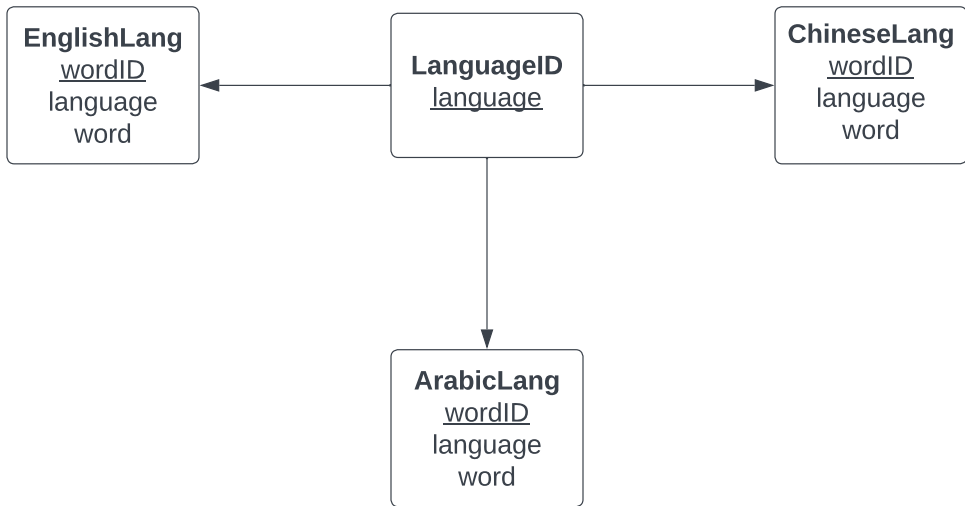 EnglishLang
wordID
language
word
LanguageID
language
ChineseLang
wordID
language
word
ArabicLang
wordID
language
word